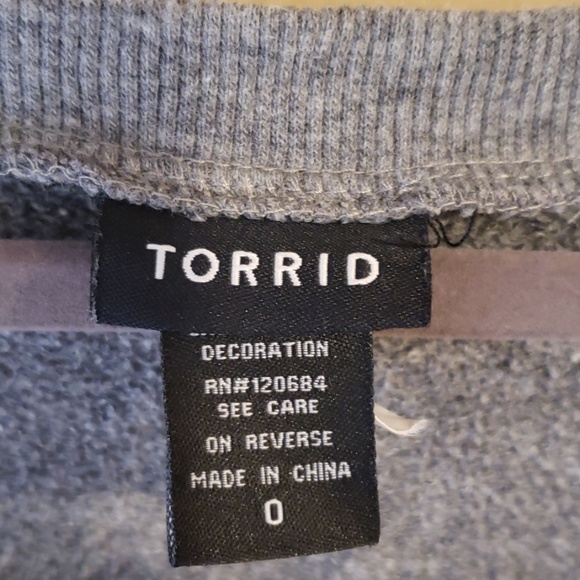 TORRID
DECORATION
RN#120684
SEE CARE
ON REVERSE
MADE IN CHINA
0